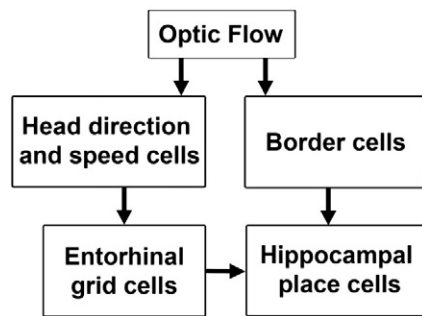 Optic Flow
Head direction
and speed cells
Border cells
Entorhinal
grid cells
Hippocampal
place cells